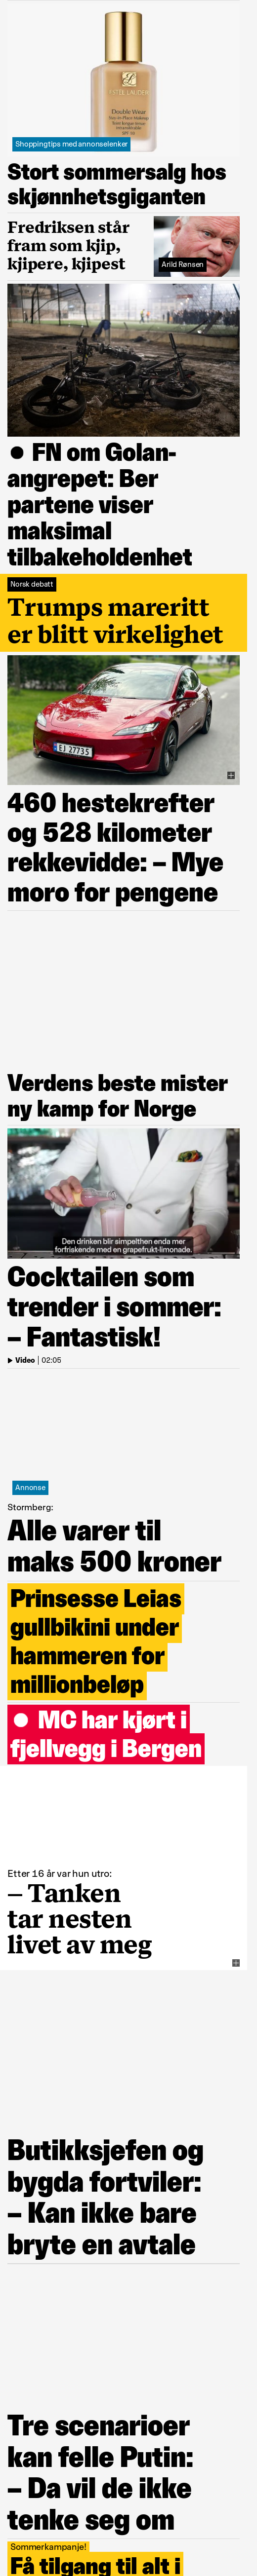 ESTEE LAUDER
Double Wear
Stay-in-Place Makeup
Shoppingtips med annonselenker
Stort sommersalg hos
skjønnhetsgiganten
Fredriksen står
fram som kjip,
kjipere, kjipest
Arild Rønsen
● FN om Golan-
angrepet: Ber
partene viser
maksimal
tilbakeholdenhet
Norsk debatt
Trumps mareritt
er blitt virkelighet
EJ 27735
460 hestekrefter
og 528 kilometer
rekkevidde: – Mye
moro for pengene
Verdens beste mister
ny kamp for Norge
Den drinken blir simpelthen enda mer
forfriskende med en grapefrukt-limonade.
Cocktailen som
trender i sommer:
– Fantastisk!
Video | 02:05
Annonse
Stormberg:
Alle varer til
maks 500 kroner
Prinsesse Leias
gullbikini under
hammeren for
millionbeløp
● MC har kjørt i
fjellvegg i Bergen
Etter 16 år var hun utro:
– Tanken
tar nesten
livet av meg
Butikksjefen og
bygda fortviler:
– Kan ikke bare
bryte en avtale
Tre scenarioer
kan felle Putin:
– Da vil de ikke
tenke seg om
Sommerkampanje!
Få tilgang til alt i